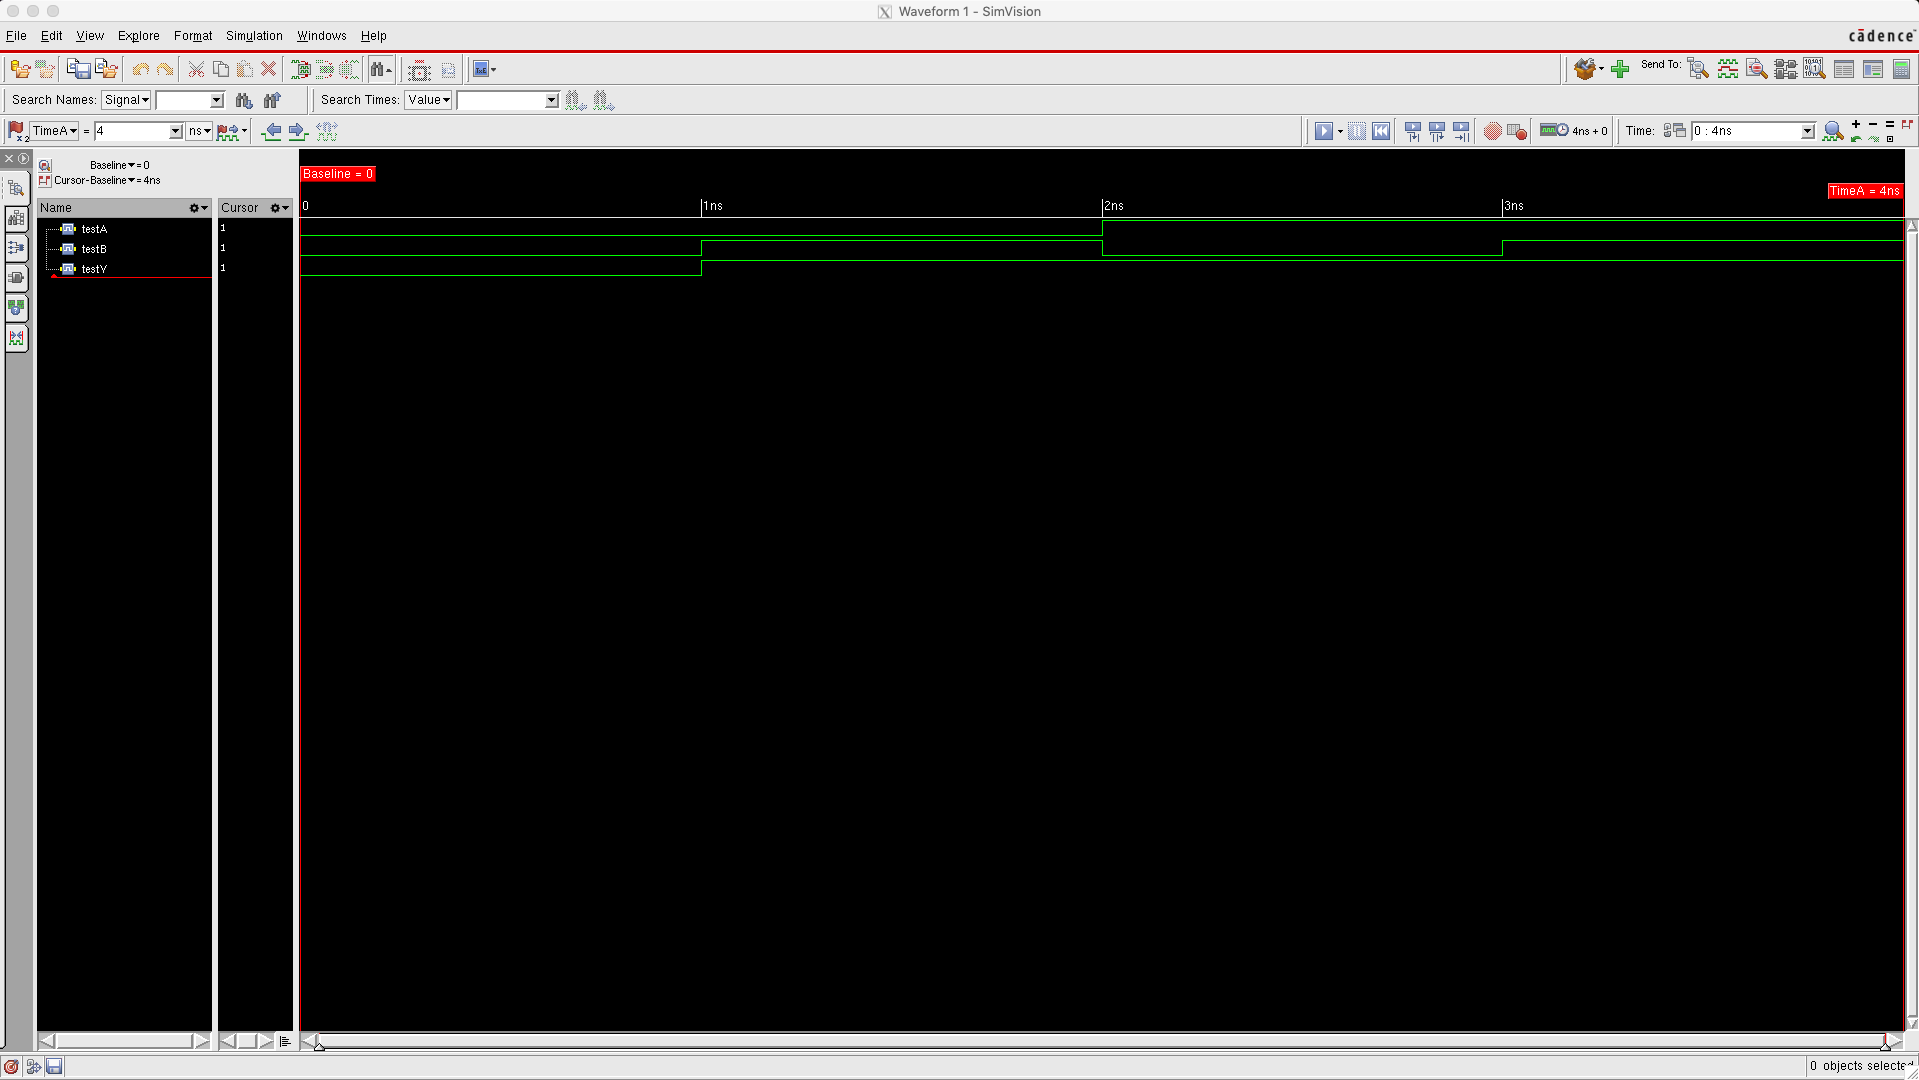 Waveform 1 - SimVision
File Edit View Explore Format Simulation Windows Help
cādence
Send To:
Search Names: Signal Search Times: Value
TimeA = 4 ns 4ns + 0 Time: 0 : 4ns
Baseline = 0
Cursor-Baseline = 4ns
Baseline = 0
TimeA = 4ns
Name Cursor 0 1ns 2ns 3ns
testA 1
testB 1
testY 1
0 objects selected